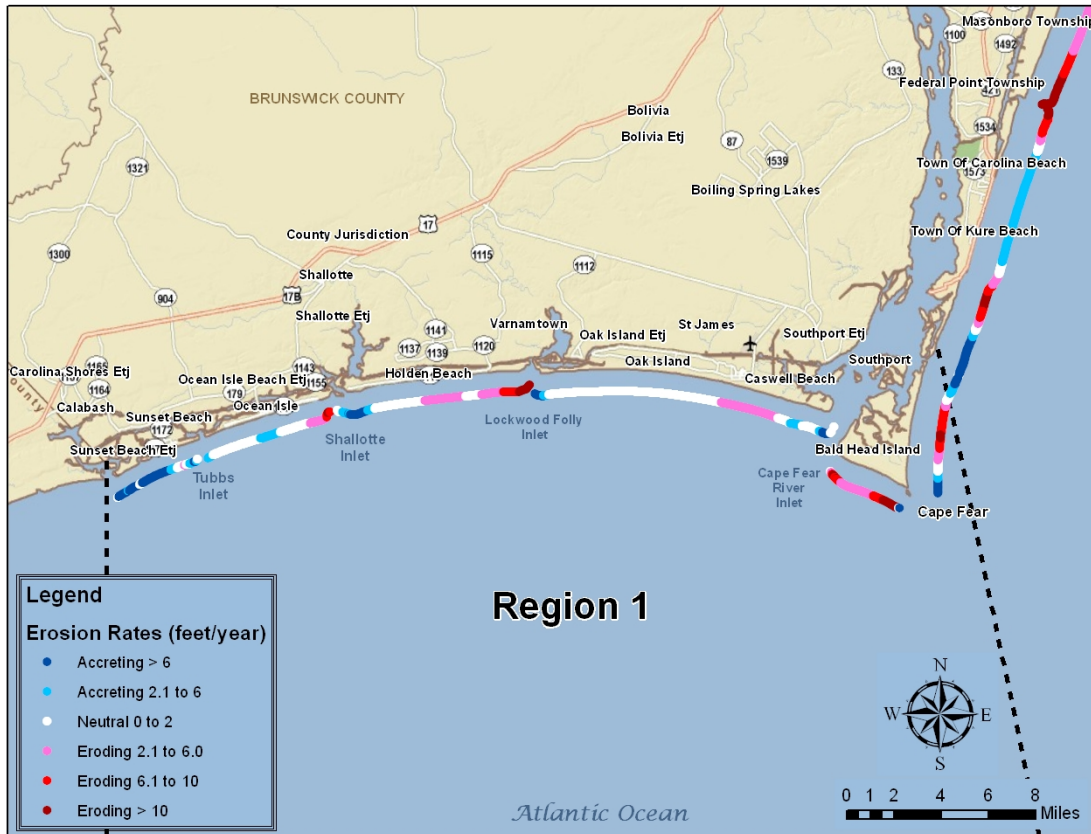 Masonboro Township
1100
1492
133
Federal Point Township
421
BRUNSWICK COUNTY
Bolivia
Bolivia Etj
87
1539
1534
1321
Town Of Carolina Beach
1573
Boiling Spring Lakes
17
County Jurisdiction
Town Of Kure Beach
1300
1115
1112
Shallotte
904
17B
Shallotte Etj
Varnamtown
St James
Southport Etj
1141
Oak Island Etj
1137
1139
1120
Carolina Shores Etj
1143
Oak Island
Southport
County
1164
Ocean Isle Beach Etj
1155
Holden Beach
Caswell Beach
179
Calabash
Ocean Isle
Sunset Beach
1172
Sunset Beach Etj
Shallotte
Inlet
Lockwood Folly
Inlet
Bald Head Island
Tubbs
Inlet
Cape Fear
River
Inlet
Cape Fear
Region 1
Legend
Erosion Rates (feet/year)
Accreting > 6
Accreting 2.1 to 6
Neutral 0 to 2
Eroding 2.1 to 6.0
Eroding 6.1 to 10
Eroding > 10
N
W
E
S
0 1 2 4 6 8
Miles
Atlantic Ocean